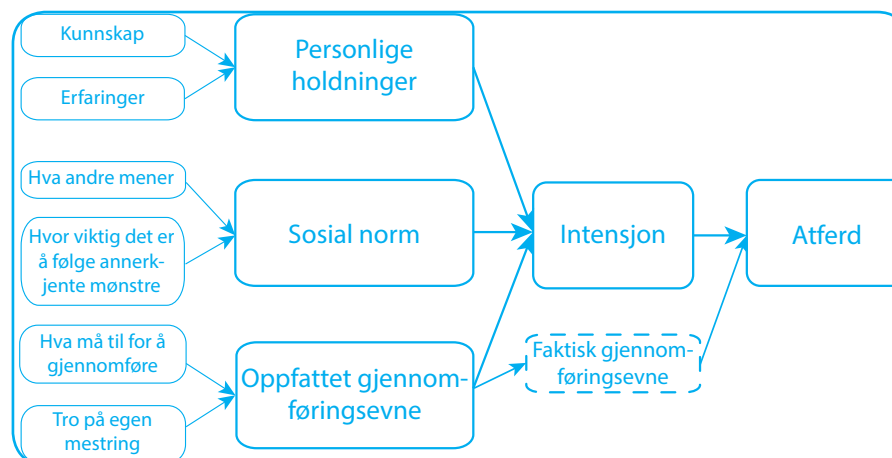 Kunnskap
Erfaringer
Personlige
holdninger
Hva andre mener
Hvor viktig det er
å følge annerk-
jente mønstre
Sosial norm
Hva må til for å
gjennomføre
Tro på egen
mestring
Oppfattet gjennom-
føringsevne
Intensjon
Faktisk gjennom-
føringsevne
Atferd